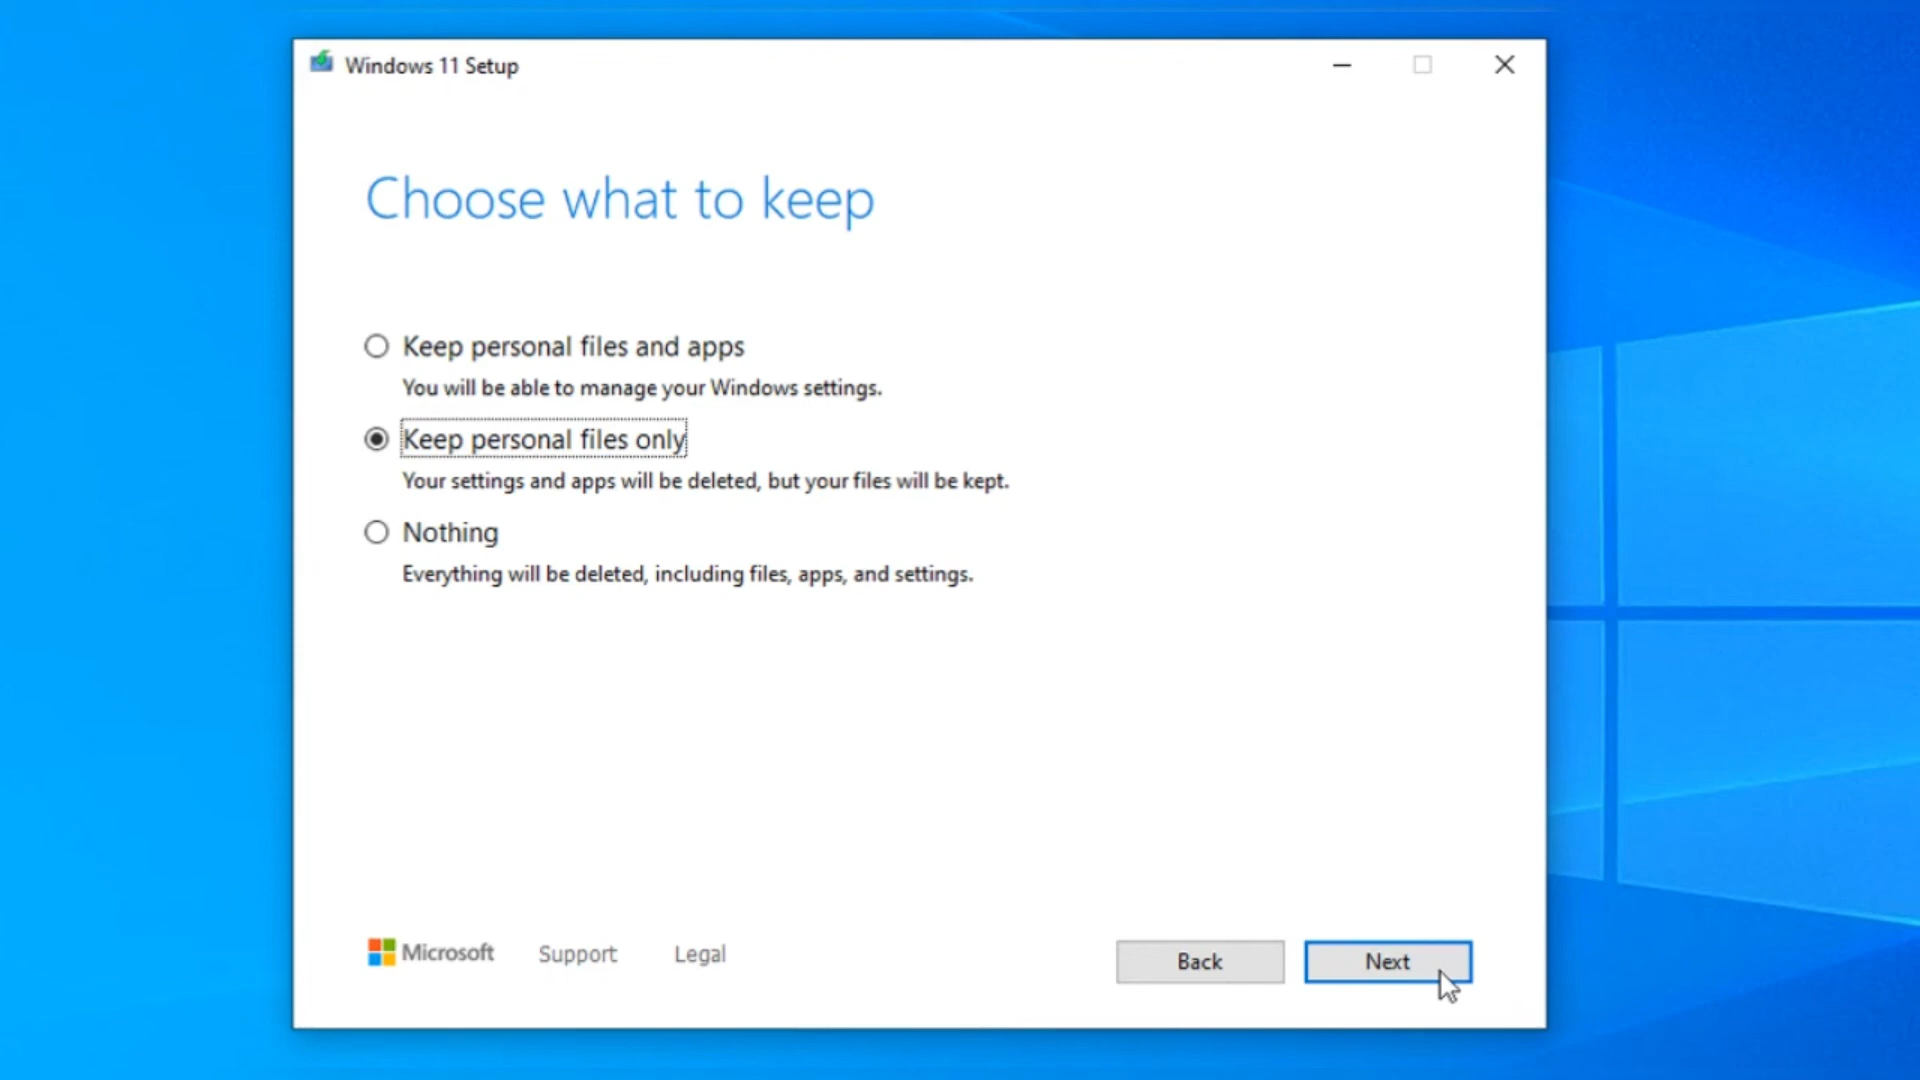 Windows 11 Setup
Choose what to keep
Keep personal files and apps
You will be able to manage your Windows settings.
Keep personal files only
Your settings and apps will be deleted, but your files will be kept.
Nothing
Everything will be deleted, including files, apps, and settings.
Microsoft Support Legal Back Next